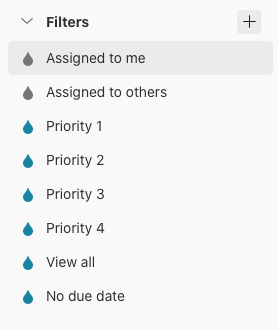 Filters
Assigned to me
Assigned to others
Priority 1
Priority 2
Priority 3
Priority 4
View all
No due date